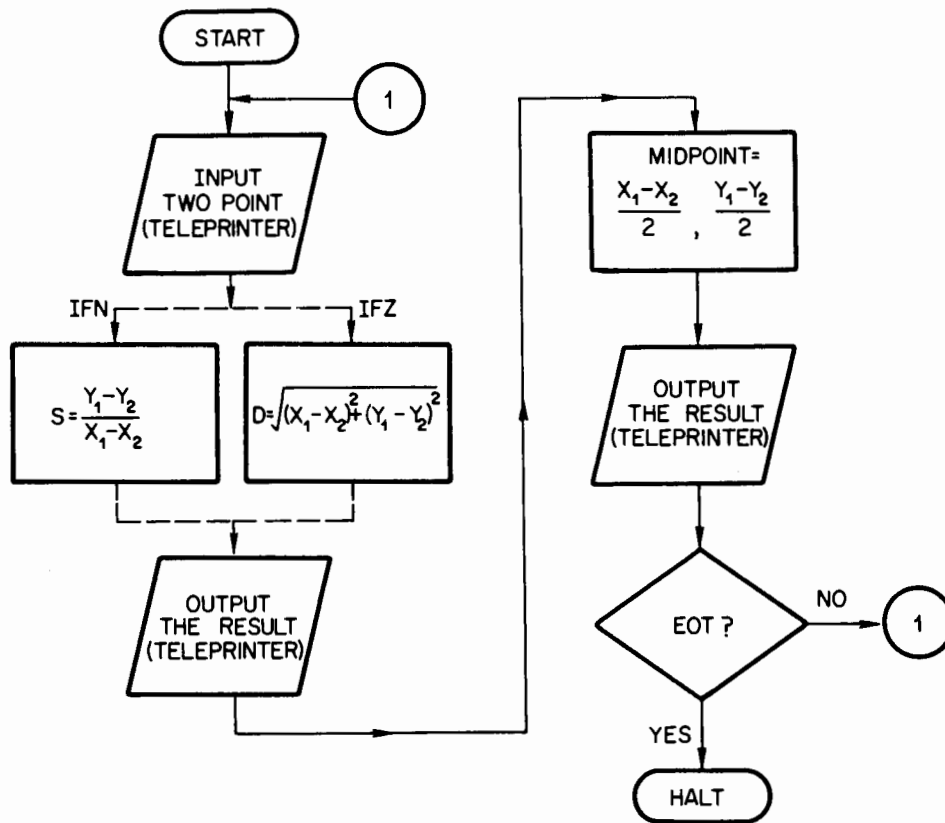 START
1
INPUT
TWO POINT
(TELEPRINTER)
IFN
IFZ
S = Y₁-Y₂ / X₁-X₂
D=√(X₁-X₂)²+(Y₁-Y₂)²
OUTPUT
THE RESULT
(TELEPRINTER)
MIDPOINT=
X₁-X₂ / 2 , Y₁-Y₂ / 2
OUTPUT
THE RESULT
(TELEPRINTER)
EOT ?
NO
1
YES
HALT